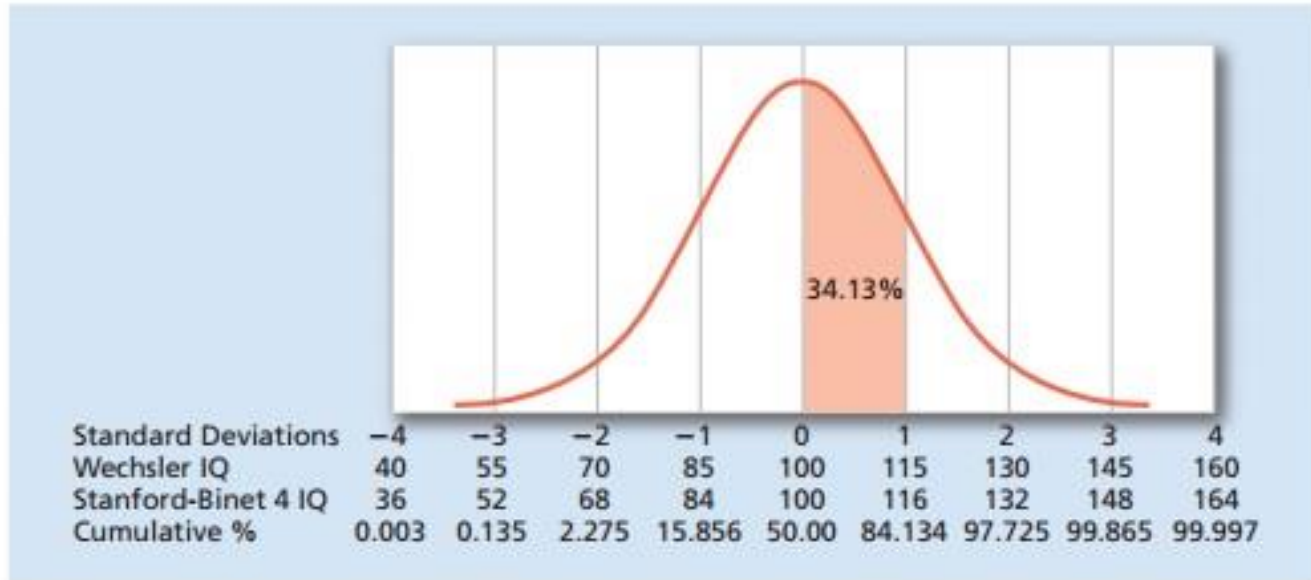 34.13%
Standard Deviations −4 −3 −2 −1 0 1 2 3 4
Wechsler IQ 40 55 70 85 100 115 130 145 160
Stanford-Binet 4 IQ 36 52 68 84 100 116 132 148 164
Cumulative % 0.003 0.135 2.275 15.856 50.00 84.134 97.725 99.865 99.997